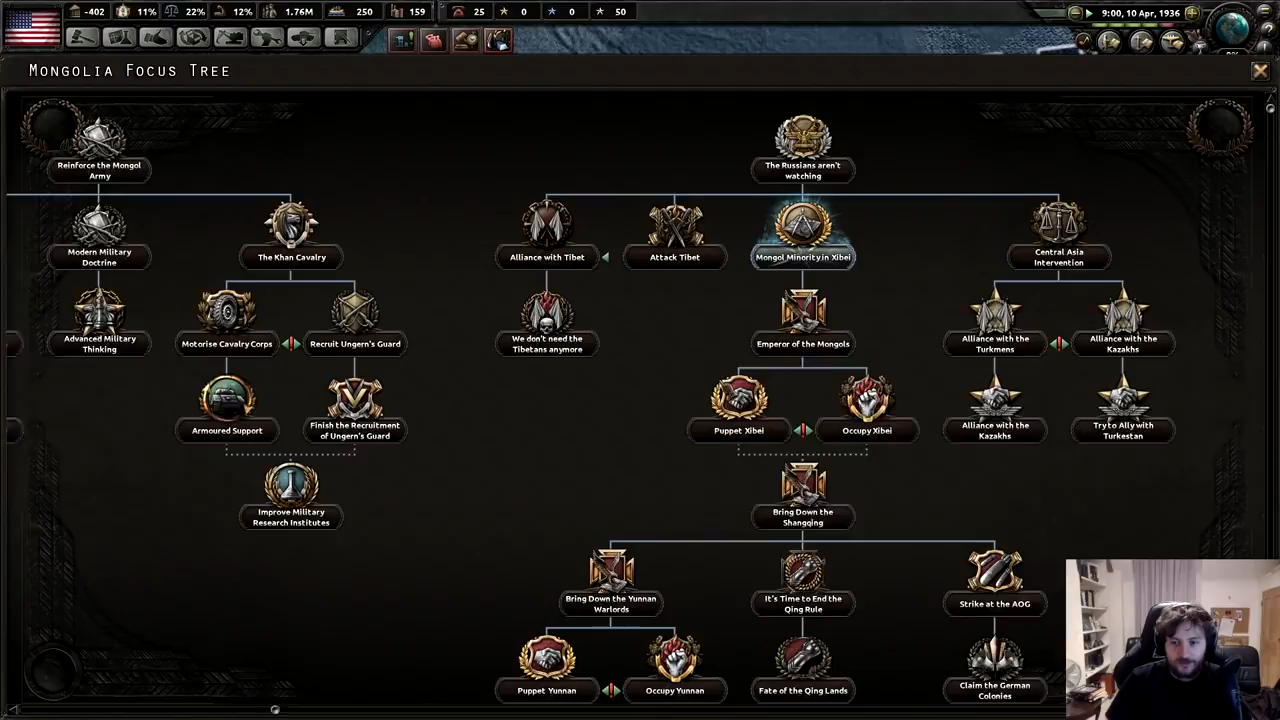 -402
11%
22%
12%
1.76M
250
159
25
0
0
50
9:00, 10 Apr, 1936
Mongolia Focus Tree
Reinforce the Mongol
Army
The Russians aren't
watching
Modern Military
Doctrine
The Khan Cavalry
Alliance with Tibet
Attack Tibet
Mongol Minority in Xibei
Central Asia
Intervention
Advanced Military
Thinking
Motorise Cavalry Corps
Recruit Ungern's Guard
We don't need the
Tibetans anymore
Emperor of the Mongols
Alliance with the
Turkmens
Alliance with the
Kazakhs
Armoured Support
Finish the Recruitment
of Ungern's Guard
Puppet Xibei
Occupy Xibei
Alliance with the
Kazakhs
Try to Ally with
Turkestan
Improve Military
Research Institutes
Bring Down the
Shangqing
Bring Down the Yunnan
Warlords
It's Time to End the
Qing Rule
Strike at the AOG
Puppet Yunnan
Occupy Yunnan
Fate of the Qing Lands
Claim the German
Colonies